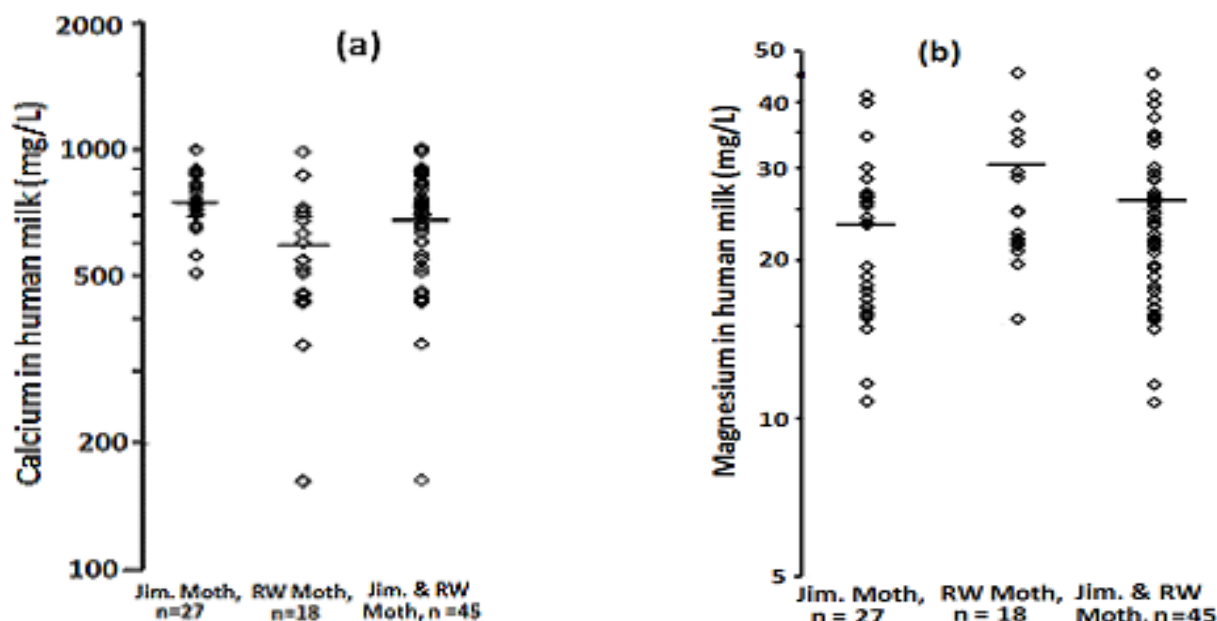 (a)
Calcium in human milk (mg/L)
2000
1000
500
200
100
Jim. Moth,
n=27
RW Moth,
n=18
Jim. & RW
Moth, n =45
(b)
Magnesium in human milk (mg/L)
50
40
30
20
10
5
Jim. Moth,
n = 27
RW Moth,
n = 18
Jim. & RW
Moth, n=45